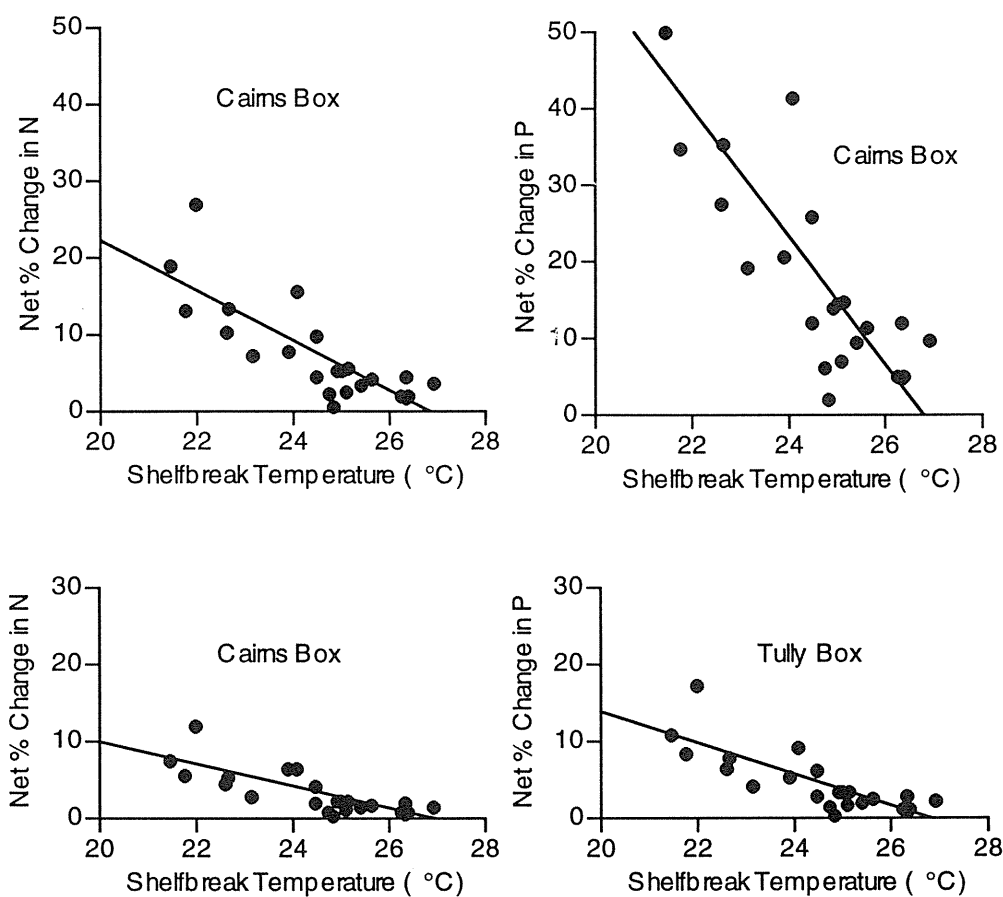 50
40
30
20
10
0
Net % Change in N
Cairns Box
20 22 24 26 28
Shelfbreak Temperature ( °C)
50
40
30
20
10
0
Net % Change in P
Cairns Box
20 22 24 26 28
Shelfbreak Temperature ( °C)
30
20
10
0
Net % Change in N
Cairns Box
20 22 24 26 28
Shelfbreak Temperature ( °C)
30
20
10
0
Net % Change in P
Tully Box
20 22 24 26 28
Shelfbreak Temperature ( °C)